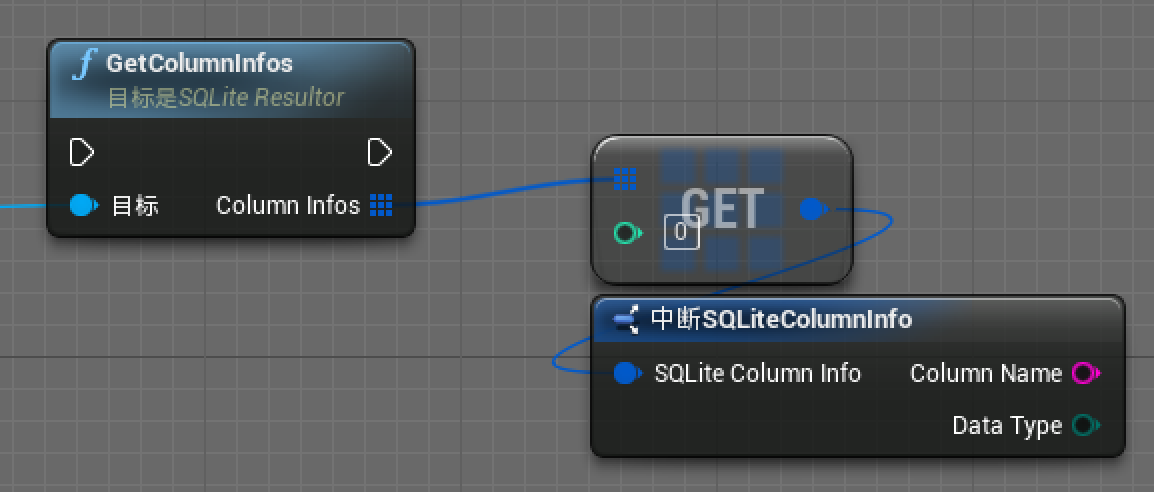 GetColumnInfos
目标是SQLite Resultor
目标
Column Infos
GET
0
中断SQLiteColumnInfo
SQLite Column Info
Column Name
Data Type